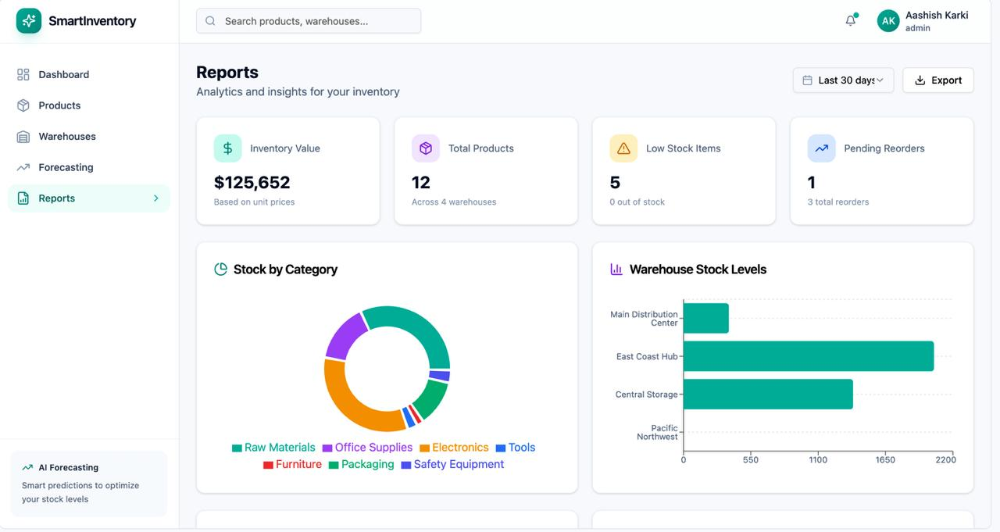 SmartInventory
Search products, warehouses...
AK
Aashish Karki
admin
Dashboard
Products
Warehouses
Forecasting
Reports
AI Forecasting
Smart predictions to optimize
your stock levels
Reports
Analytics and insights for your inventory
Last 30 days
Export
Inventory Value
$125,652
Based on unit prices
Total Products
12
Across 4 warehouses
Low Stock Items
5
0 out of stock
Pending Reorders
1
3 total reorders
Stock by Category
Raw Materials Office Supplies Electronics Tools
Furniture Packaging Safety Equipment
Warehouse Stock Levels
Main Distribution
Center
East Coast Hub
Central Storage
Pacific
Northwest
0 550 1100 1650 2200